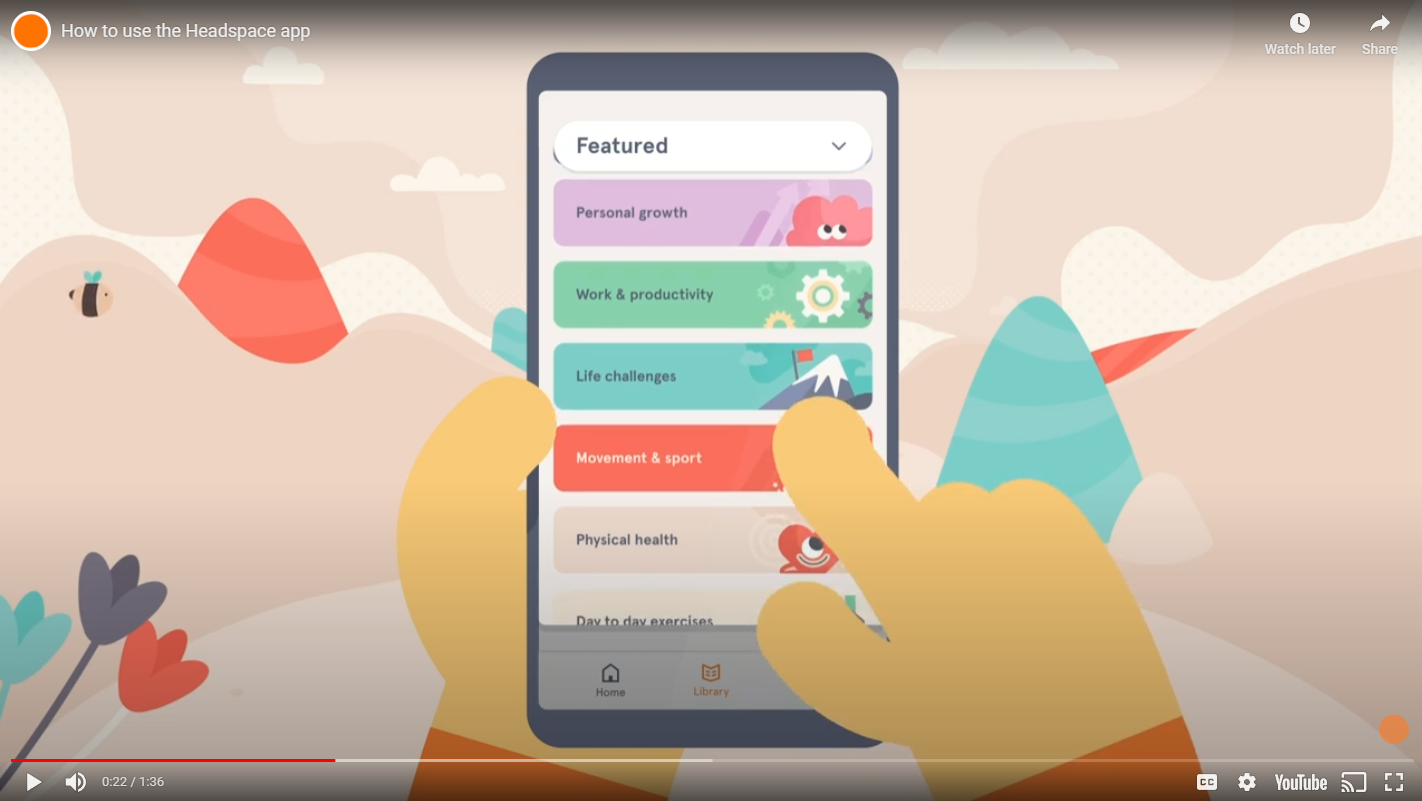 How to use the Headspace app
Watch later
Share
Featured
Personal growth
Work & productivity
Life challenges
Movement & sport
Physical health
Day to day exercises
Home
Library
0:22 / 1:36
CC
YouTube